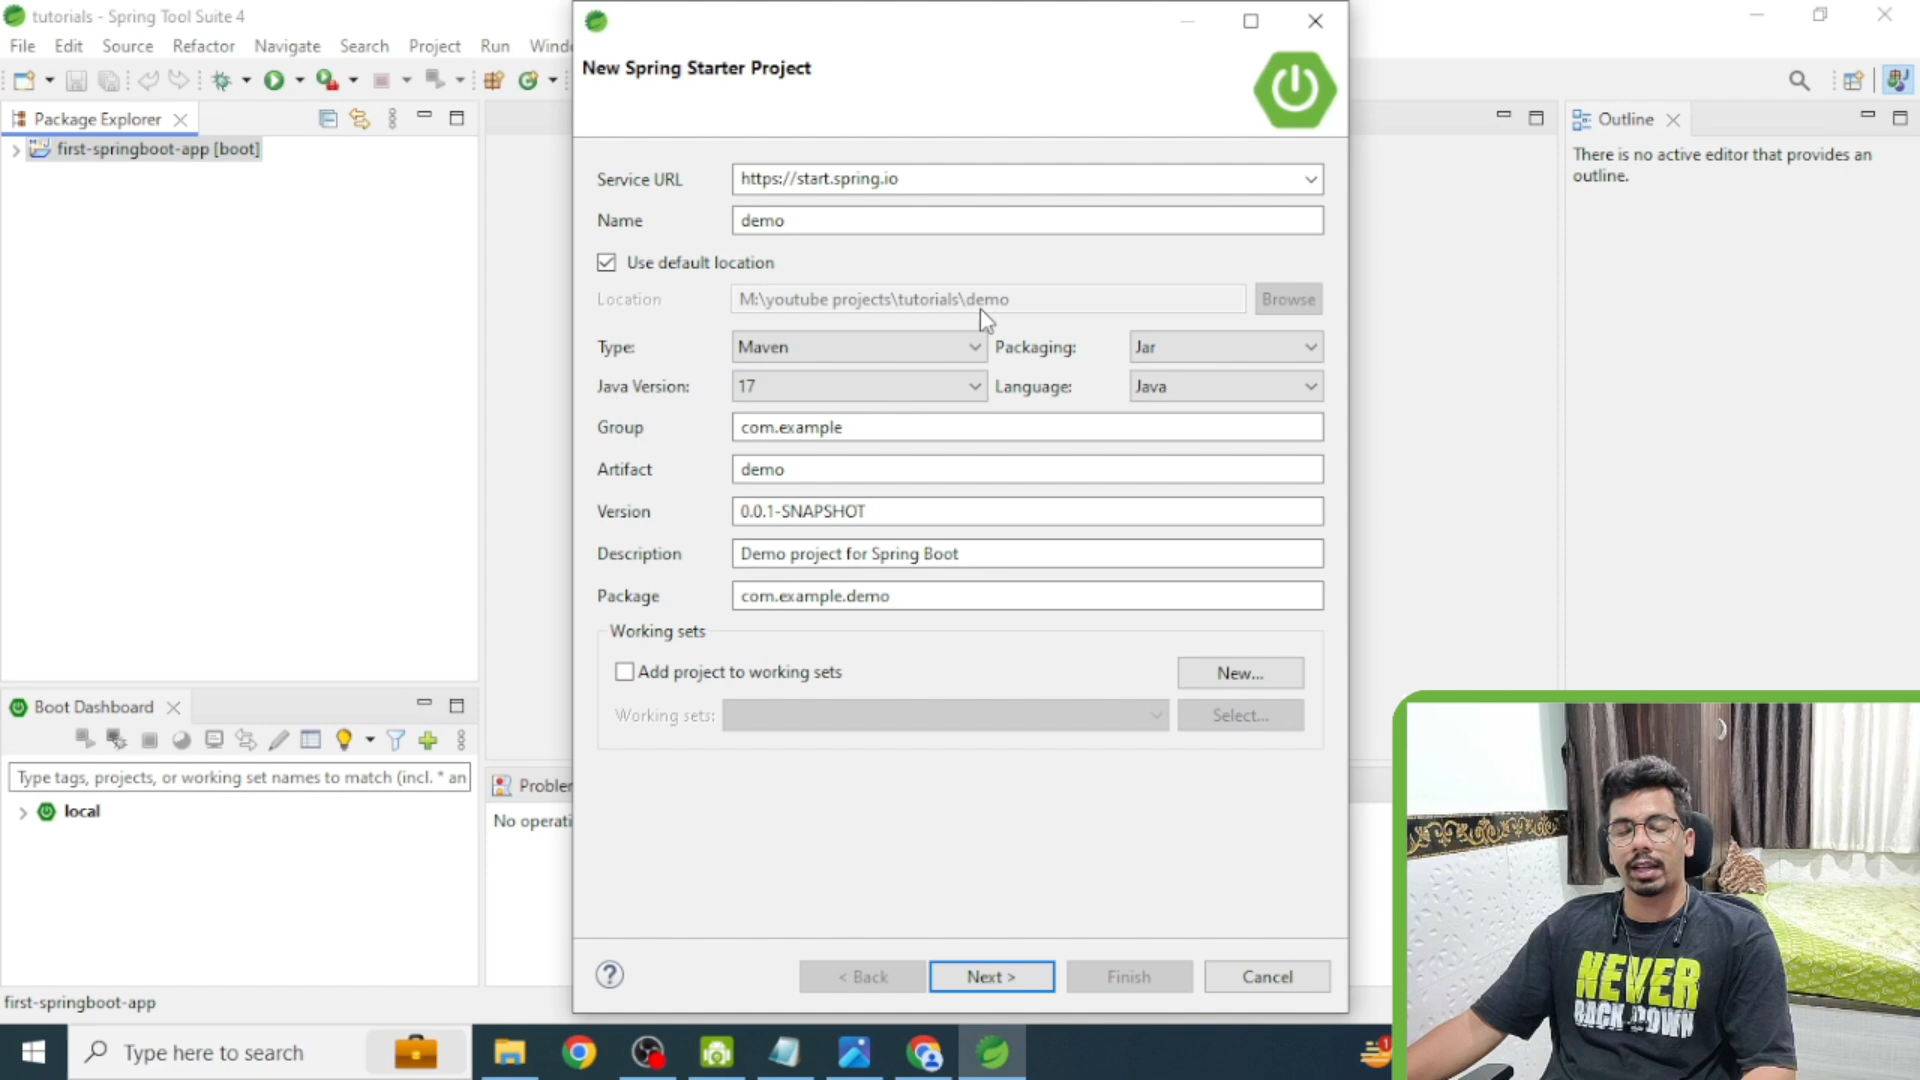 tutorials - Spring Tool Suite 4
File Edit Source Refactor Navigate Search Project Run
Package Explorer
first-springboot-app [boot]
New Spring Starter Project
Service URL https://start.spring.io
Name demo
Use default location
Location M:\youtube projects\tutorials\demo Browse
Type: Maven Packaging: Jar
Java Version: 17 Language: Java
Group com.example
Artifact demo
Version 0.0.1-SNAPSHOT
Description Demo project for Spring Boot
Package com.example.demo
Working sets
Add project to working sets New...
Working sets: Select...
< Back Next > Finish Cancel
Outline
There is no active editor that provides an
outline.
Boot Dashboard
Type tags, projects, or working set names to match (incl. * an
local
No operati
first-springboot-app
Type here to search
1
NEVER
BACK DOWN